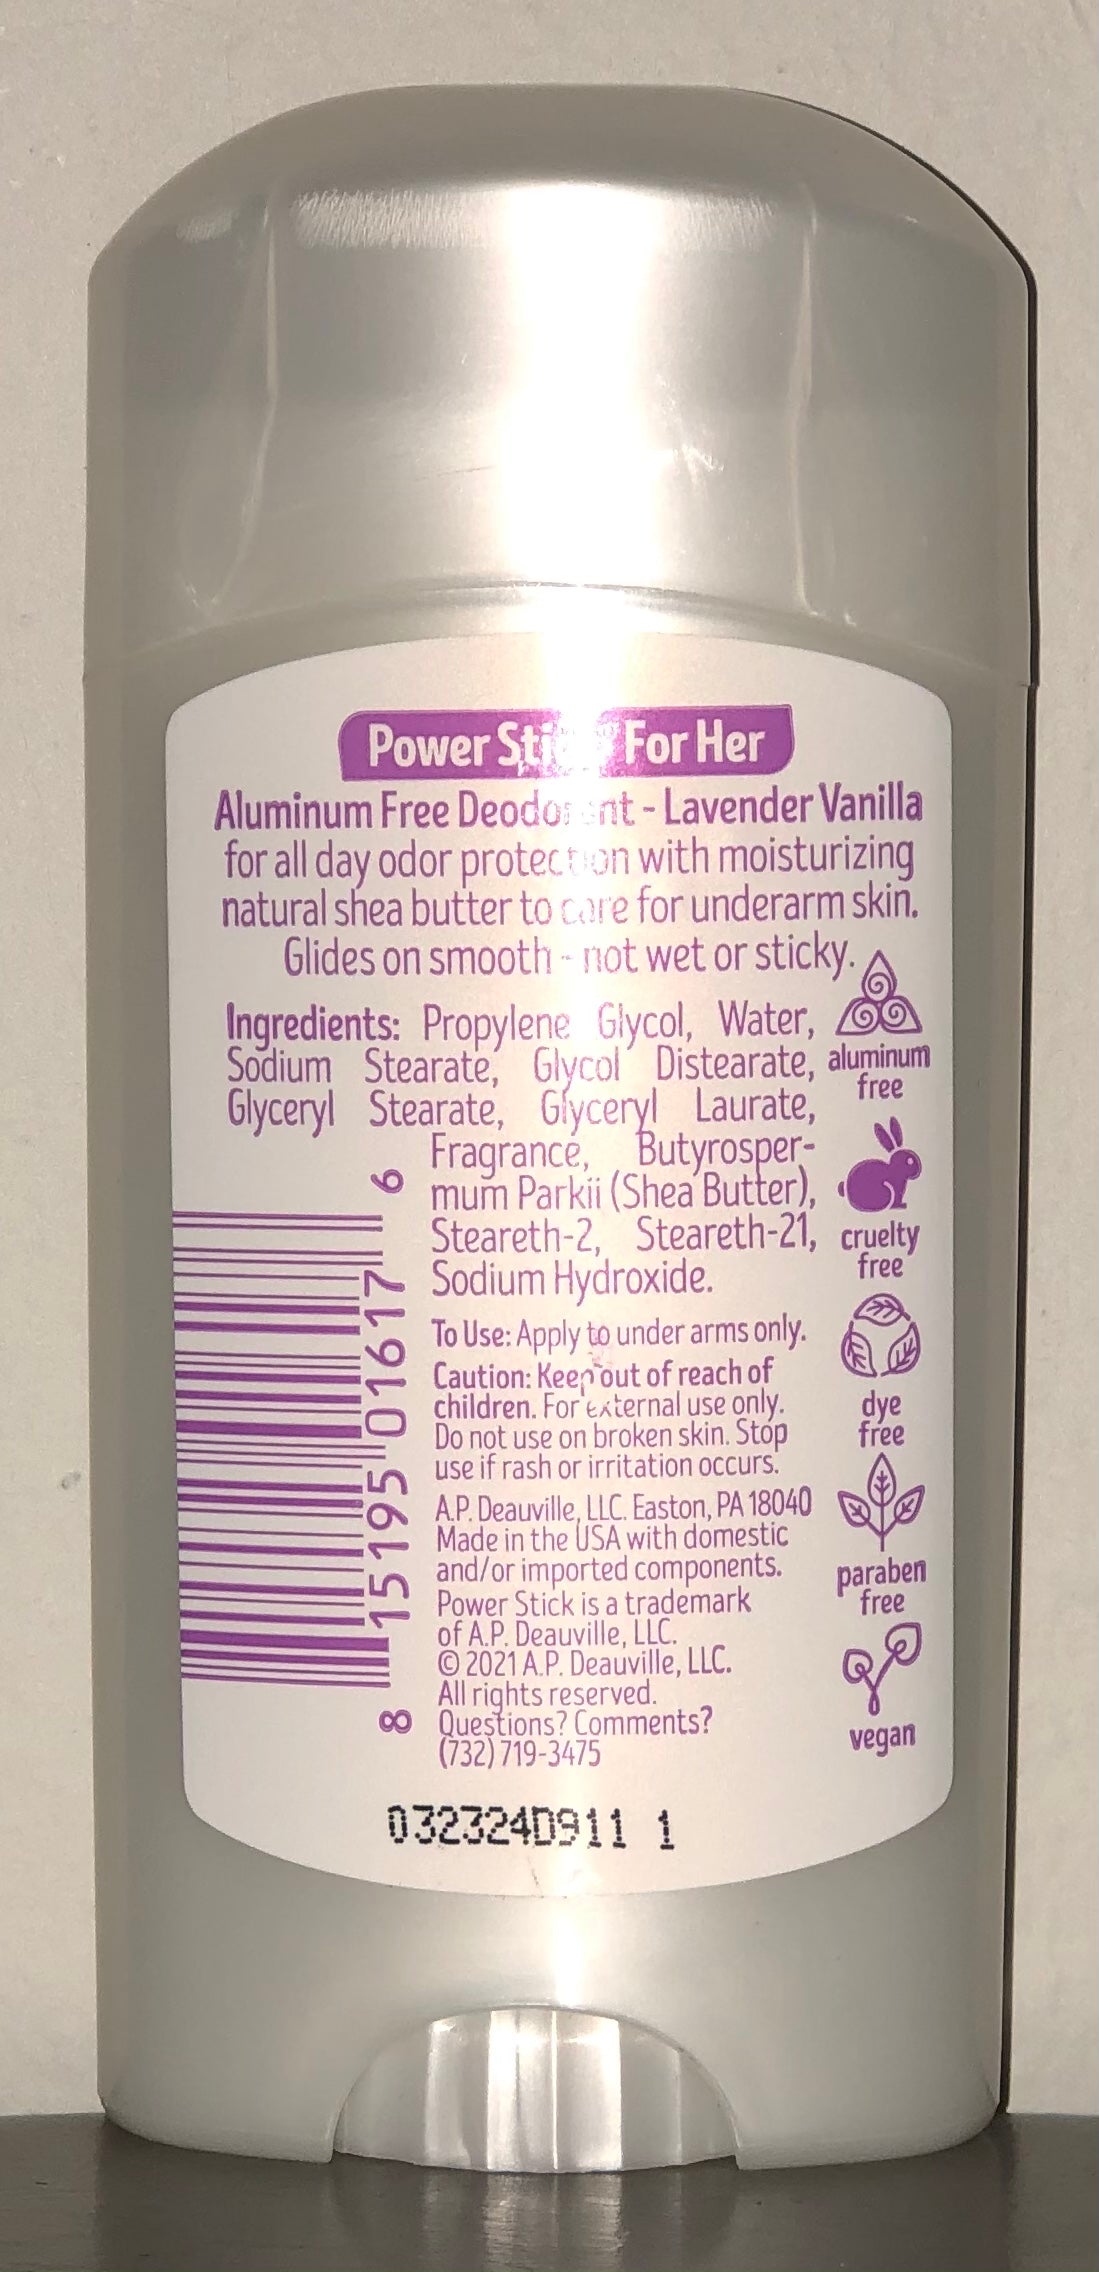 Power Stick For Her
Aluminum Free Deodorant - Lavender Vanilla
for all day odor protection with moisturizing
natural shea butter to care for underarm skin.
Glides on smooth - not wet or sticky.
Ingredients: Propylene Glycol, Water,
Sodium Stearate, Glycol Distearate,
Glyceryl Stearate, Glyceryl Laurate,
Fragrance, Butyrosper-
mum Parkii (Shea Butter),
Steareth-2, Steareth-21,
Sodium Hydroxide.
To Use: Apply to under arms only.
Caution: Keep out of reach of
children. For external use only.
Do not use on broken skin. Stop
use if rash or irritation occurs.
A.P. Deauville, LLC. Easton, PA 18040
Made in the USA with domestic
and/or imported components.
Power Stick is a trademark
of A.P. Deauville, LLC.
© 2021 A.P. Deauville, LLC.
All rights reserved.
Questions? Comments?
(732) 719-3475
8 15195 01617 6
aluminum
free
cruelty
free
dye
free
paraben
free
vegan
032324D911 1